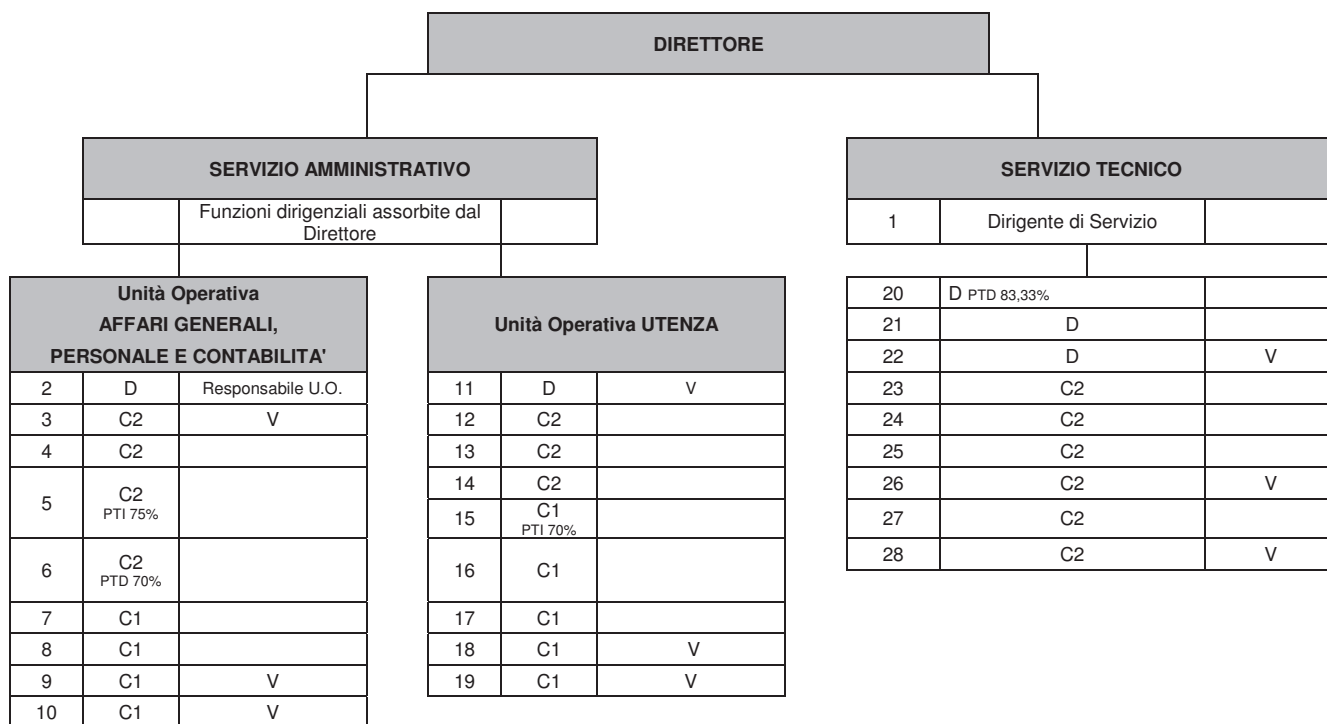 DIRETTORE
SERVIZIO AMMINISTRATIVO
Funzioni dirigenziali assorbite dal
Direttore
SERVIZIO TECNICO
1 Dirigente di Servizio
Unità Operativa
AFFARI GENERALI,
PERSONALE E CONTABILITA'
2 D Responsabile U.O.
3 C2 V
4 C2
5 C2
PTI 75%
6 C2
PTD 70%
7 C1
8 C1
9 C1 V
10 C1 V
Unità Operativa UTENZA
11 D V
12 C2
13 C2
14 C2
15 C1
PTI 70%
16 C1
17 C1
18 C1 V
19 C1 V
20 D PTD 83,33%
21 D
22 D V
23 C2
24 C2
25 C2
26 C2 V
27 C2
28 C2 V